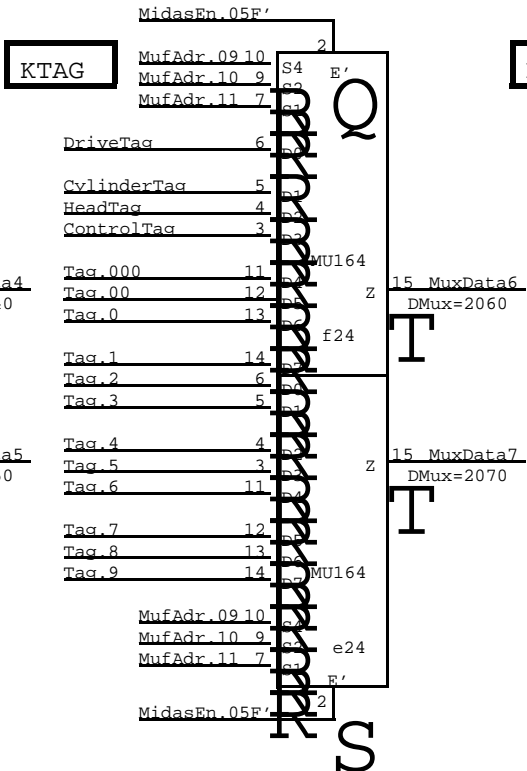 MidasEn.05F'
2
MufAdr.09 10 S4 E'
KTAG
MufAdr.10 9 S2 Q
MufAdr.11 7 S1
DriveTag 6 D0
CylinderTag 5 D1
HeadTag 4 D2
ControlTag 3 D3
MU164
Tag.000 11 D4
a4 15 MuxData6
Tag.00 12 D5 Z
0 DMux=2060
Tag.0 13 D6
T
f24
Tag.1 14 D7
Tag.2 6 D0
Tag.3 5 D1
Tag.4 4 D2
a5 15 MuxData7
Tag.5 3 D3 Z
0 DMux=2070
Tag.6 11 D4
T
Tag.7 12 D5
Tag.8 13 D6
Tag.9 14 D7 MU164
MufAdr.09 10 S4
MufAdr.10 9 S2 e24
MufAdr.11 7 S1
E'
2
MidasEn.05F'
S